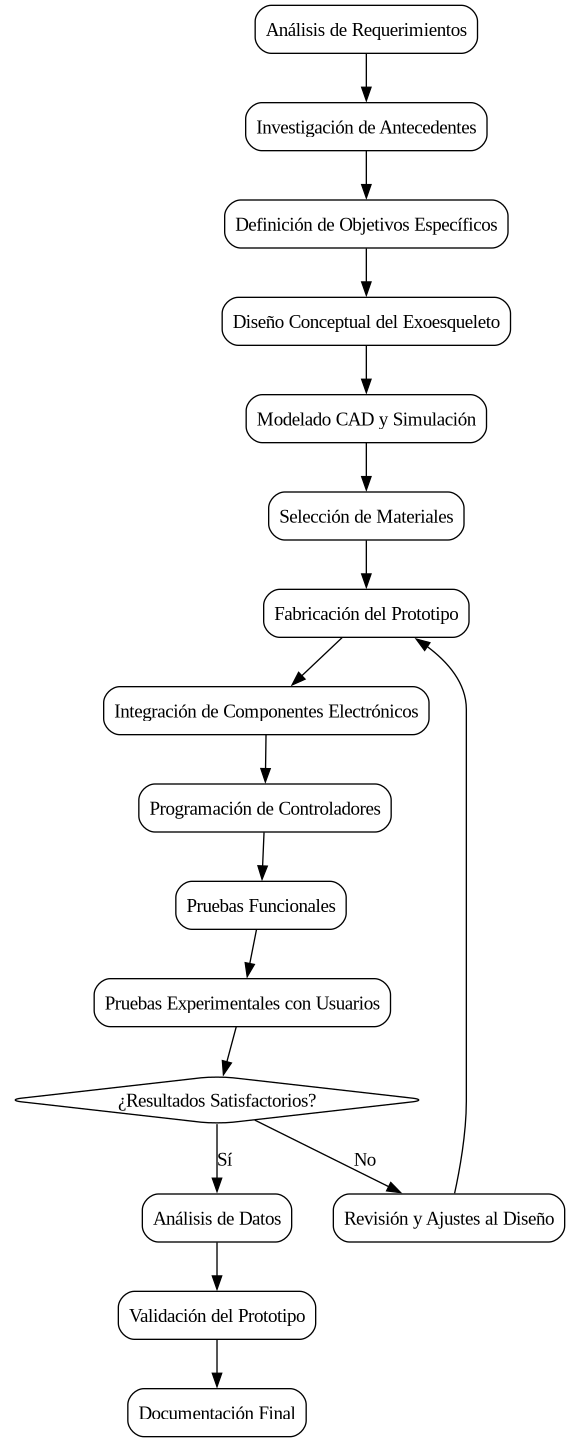 Análisis de Requerimientos
Investigación de Antecedentes
Definición de Objetivos Específicos
Diseño Conceptual del Exoesqueleto
Modelado CAD y Simulación
Selección de Materiales
Fabricación del Prototipo
Integración de Componentes Electrónicos
Programación de Controladores
Pruebas Funcionales
Pruebas Experimentales con Usuarios
¿Resultados Satisfactorios?
Sí
No
Análisis de Datos
Revisión y Ajustes al Diseño
Validación del Prototipo
Documentación Final